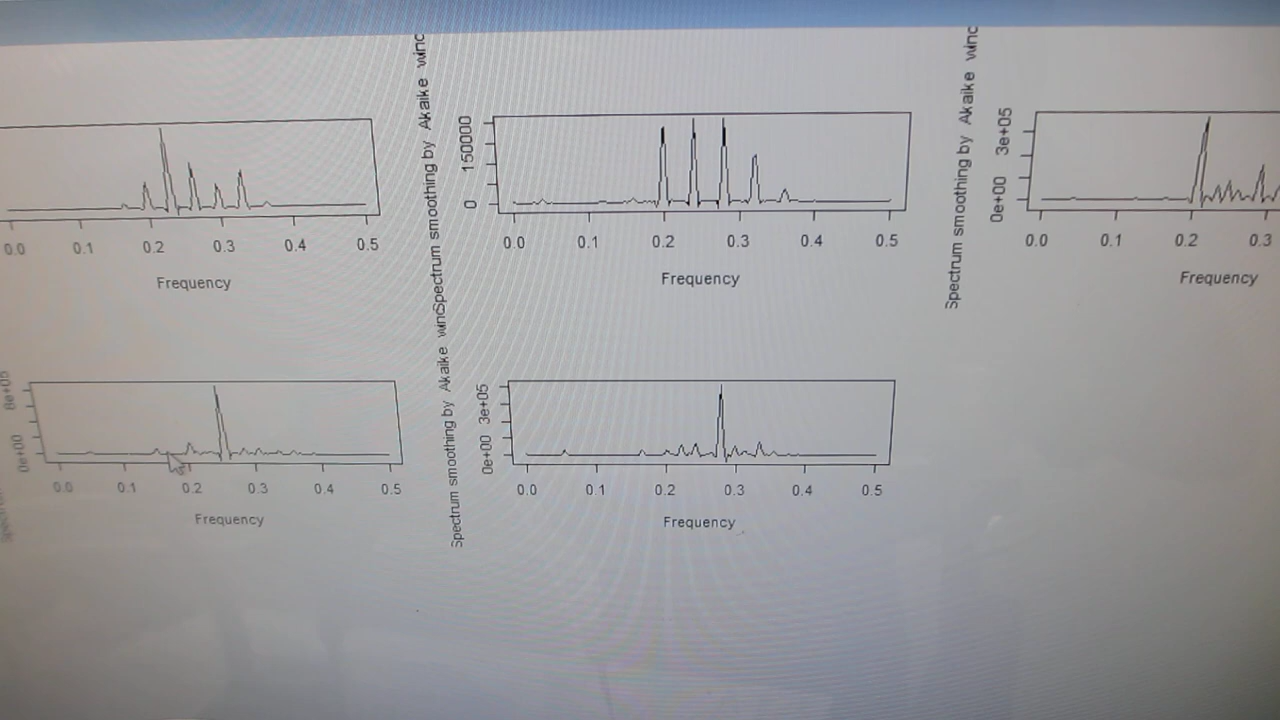 Spectrum smoothing by Akaike winc
150000
0
Spectrum smoothing by Akaike winc
3e+05
0e+00
0.0 0.1 0.2 0.3 0.4 0.5
0.0 0.1 0.2 0.3 0.4 0.5
0.0 0.1 0.2 0.3
Frequency
Frequency
Frequency
8e+05
0e+00
Spectrum smoothing by Akaike winc
3e+05
0e+00
0.0 0.1 0.2 0.3 0.4 0.5
0.0 0.1 0.2 0.3 0.4 0.5
Frequency
Frequency